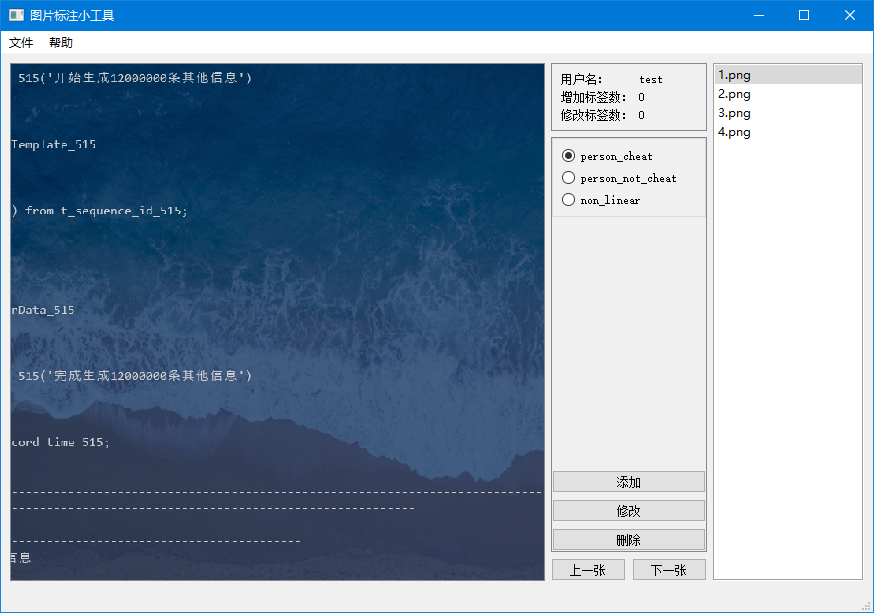 图片标注小工具
文件 帮助
515('开始生成12000000条其他信息')
Template_515
) from t_sequence_id_515;
Data_515
515('完成生成12000000条其他信息')
cord time 515;
--------------------------------------------------------------------------
--------------------------------------------------------
----------------------------------------
信息
用户名: test
增加标签数: 0
修改标签数: 0
person_cheat
person_not_cheat
non_linear
添加
修改
删除
上一张 下一张
1.png
2.png
3.png
4.png